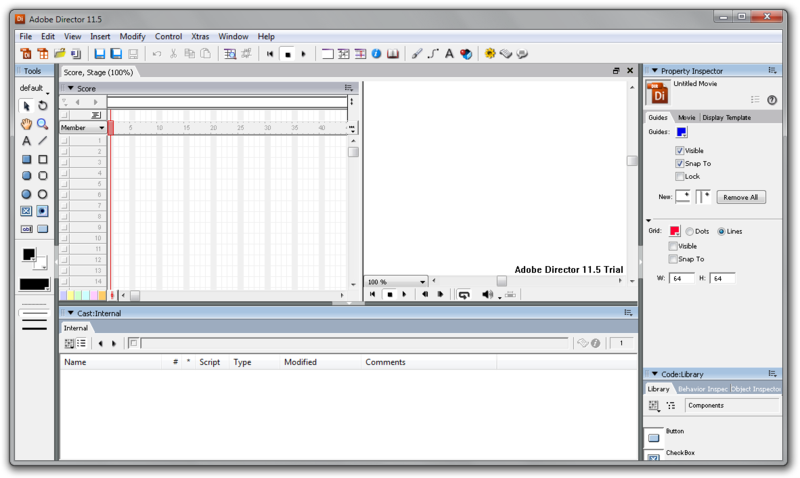 Adobe Director 11.5
File Edit View Insert Modify Control Xtras Window Help
Tools
default
Score, Stage (100%)
Score
Member
5 10 15 20 25 30 35 40
1
2
3
4
5
6
7
8
9
10
11
12
13
14
Adobe Director 11.5 Trial
100 %
Cast:Internal
Internal
1
Name # * Script Type Modified Comments
Property Inspector
Untitled Movie
Guides Movie Display Template
Guides:
Visible
Snap To
Lock
New: Remove All
Grid: Dots Lines
Visible
Snap To
W: 64 H: 64
Code:Library
Library Behavior Inspec Object Inspector
Components
Button
CheckBox